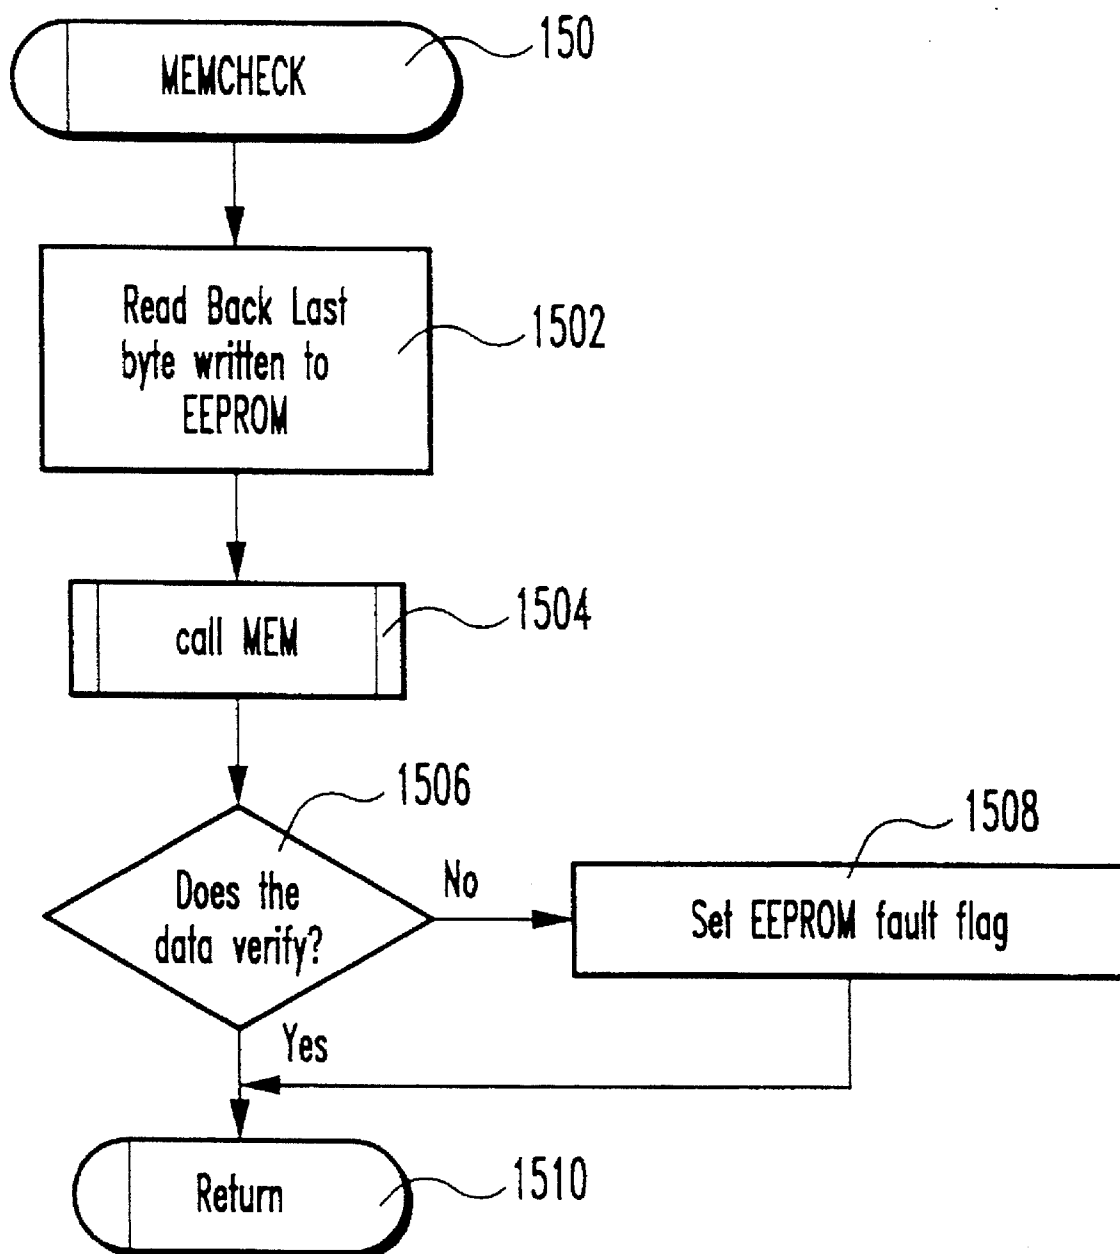 150
MEMCHECK
Read Back Last
byte written to
EEPROM
1502
call MEM
1504
1506
Does the
data verify?
No
1508
Set EEPROM fault flag
Yes
Return
1510